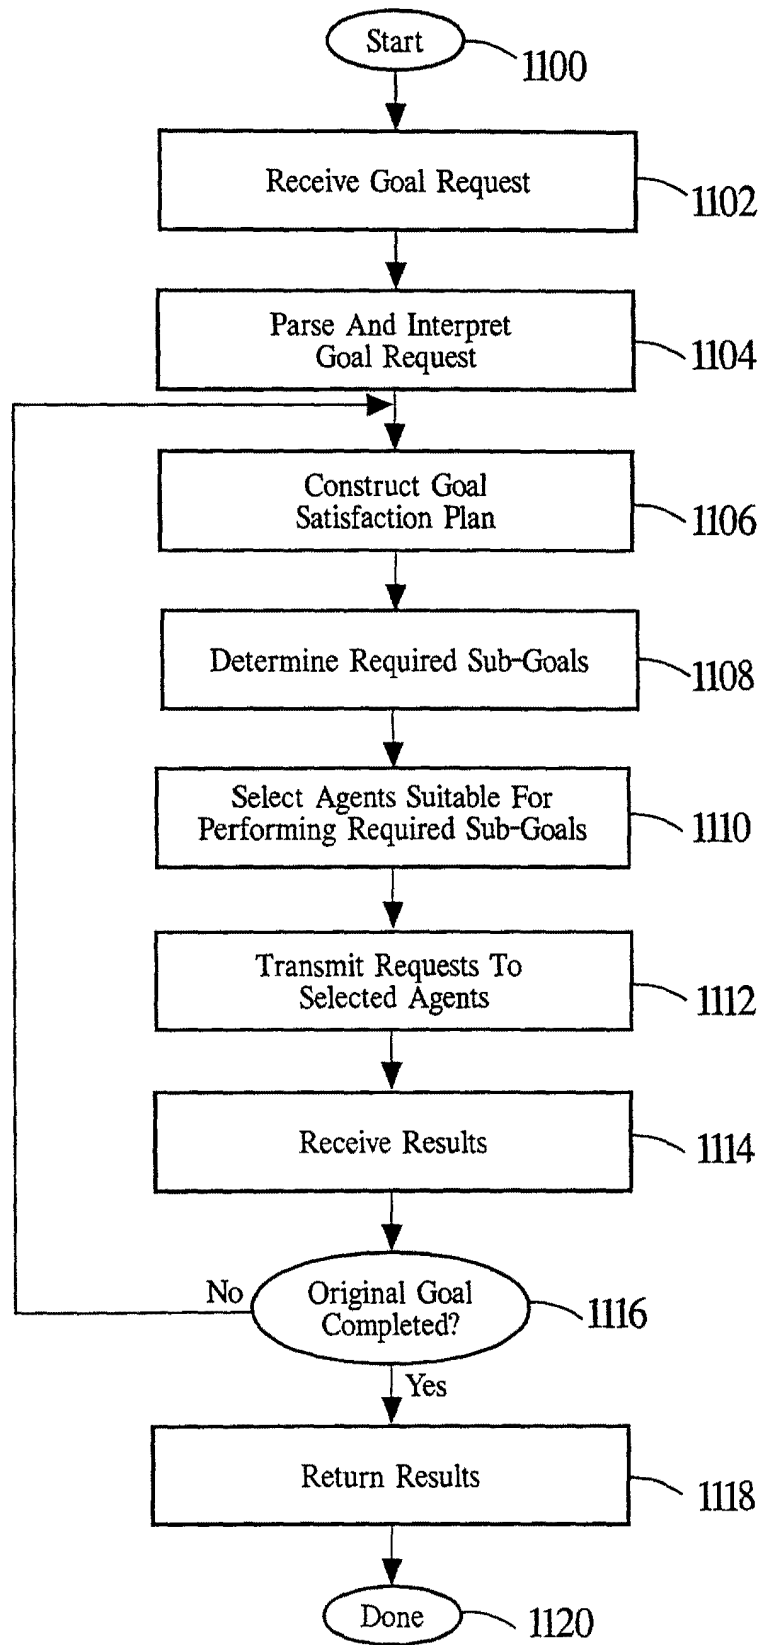 Start
1100
Receive Goal Request
1102
Parse And Interpret
Goal Request
1104
Construct Goal
Satisfaction Plan
1106
Determine Required Sub-Goals
1108
Select Agents Suitable For
Performing Required Sub-Goals
1110
Transmit Requests To
Selected Agents
1112
Receive Results
1114
No
Original Goal
Completed?
1116
Yes
Return Results
1118
Done
1120